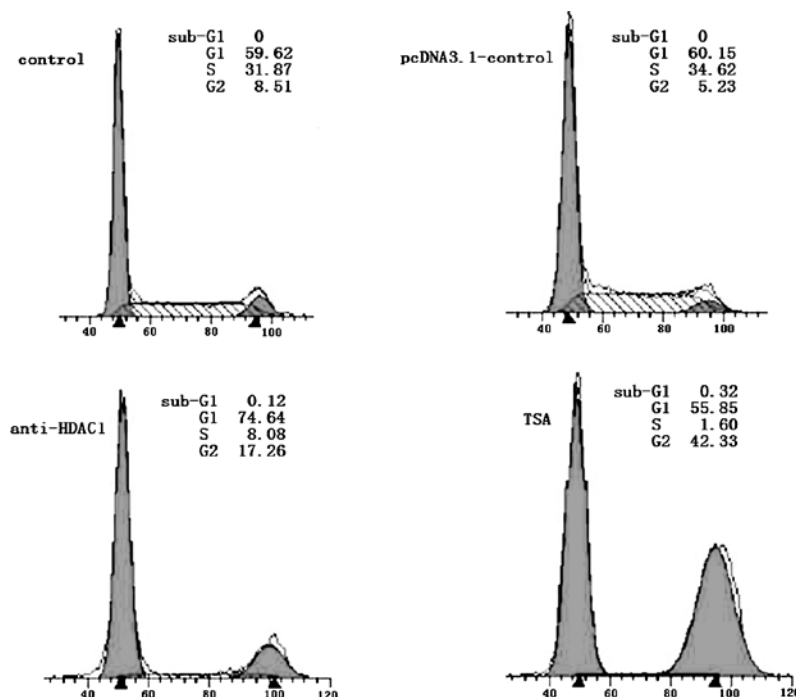 control
sub-G1 0
G1 59.62
S 31.87
G2 8.51
40 60 80 100
pcDNA3.1-control
sub-G1 0
G1 60.15
S 34.62
G2 5.23
40 60 80 100
anti-HDAC1
sub-G1 0.12
G1 74.64
S 8.08
G2 17.26
40 60 80 100 120
TSA
sub-G1 0.32
G1 55.85
S 1.60
G2 42.33
40 60 80 100 120